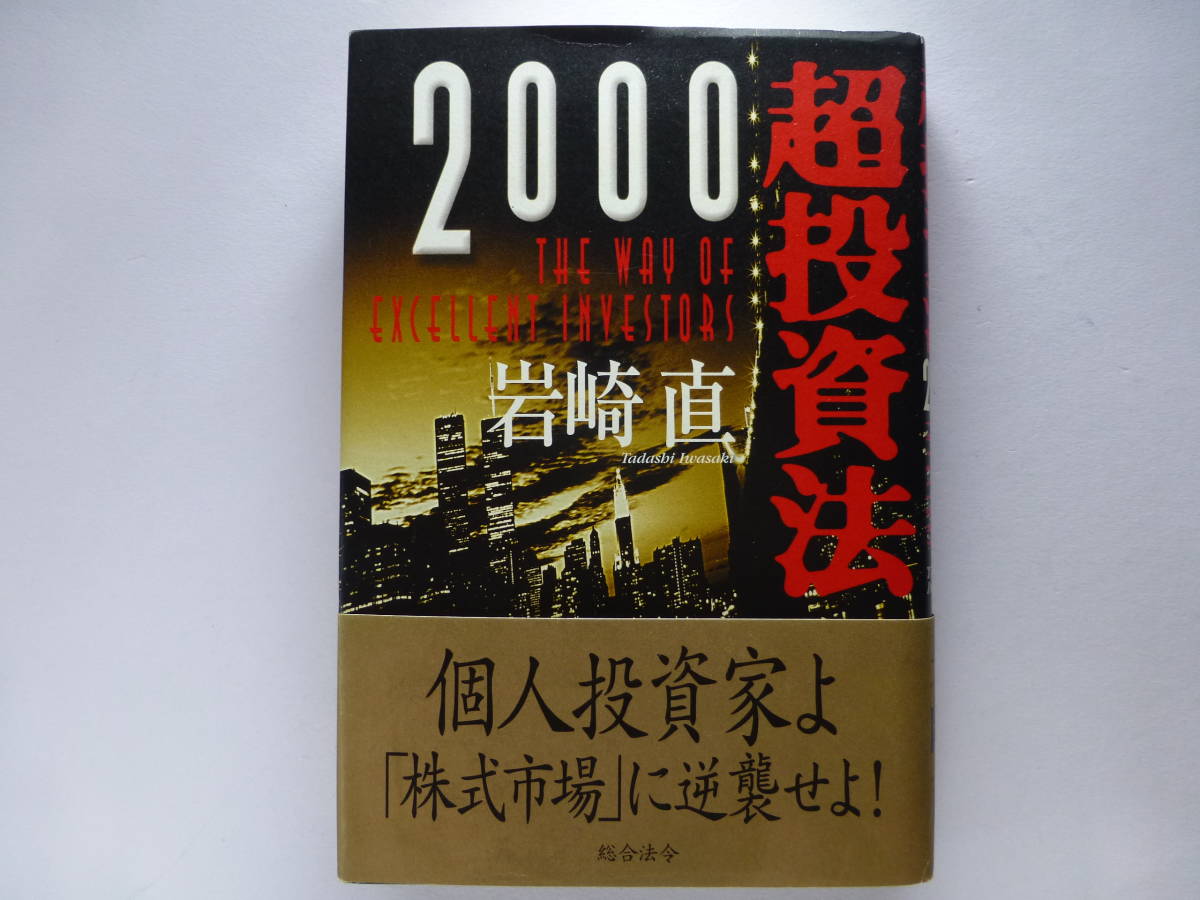 2000
超投資法
THE WAY OF
EXCELLENT INVESTORS
岩崎 直
Tadashi Iwasaki
個人投資家よ
「株式市場」に逆襲せよ!
総合法令